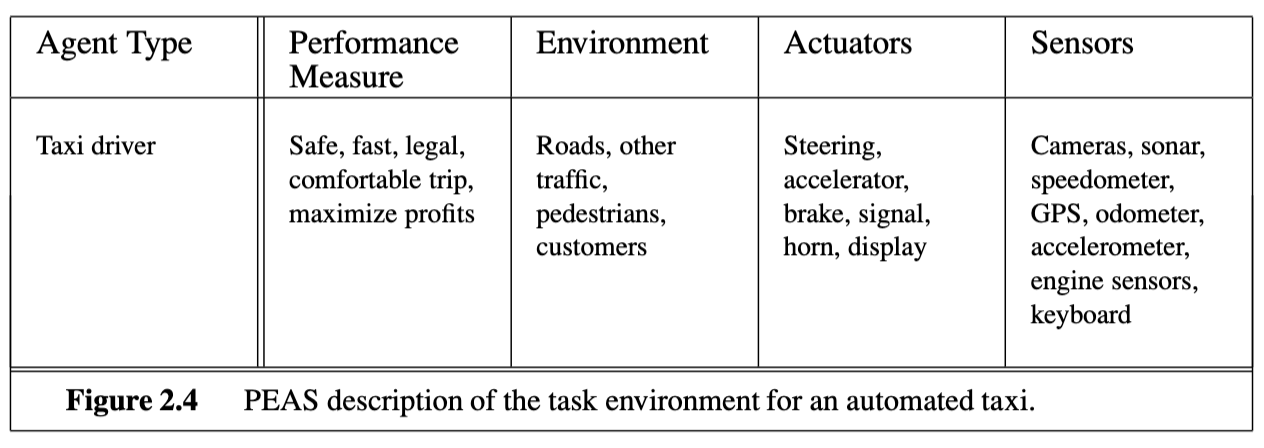 Agent Type
Performance
Measure
Environment
Actuators
Sensors
Taxi driver
Safe, fast, legal,
comfortable trip,
maximize profits
Roads, other
traffic,
pedestrians,
customers
Steering,
accelerator,
brake, signal,
horn, display
Cameras, sonar,
speedometer,
GPS, odometer,
accelerometer,
engine sensors,
keyboard
Figure 2.4 PEAS description of the task environment for an automated taxi.